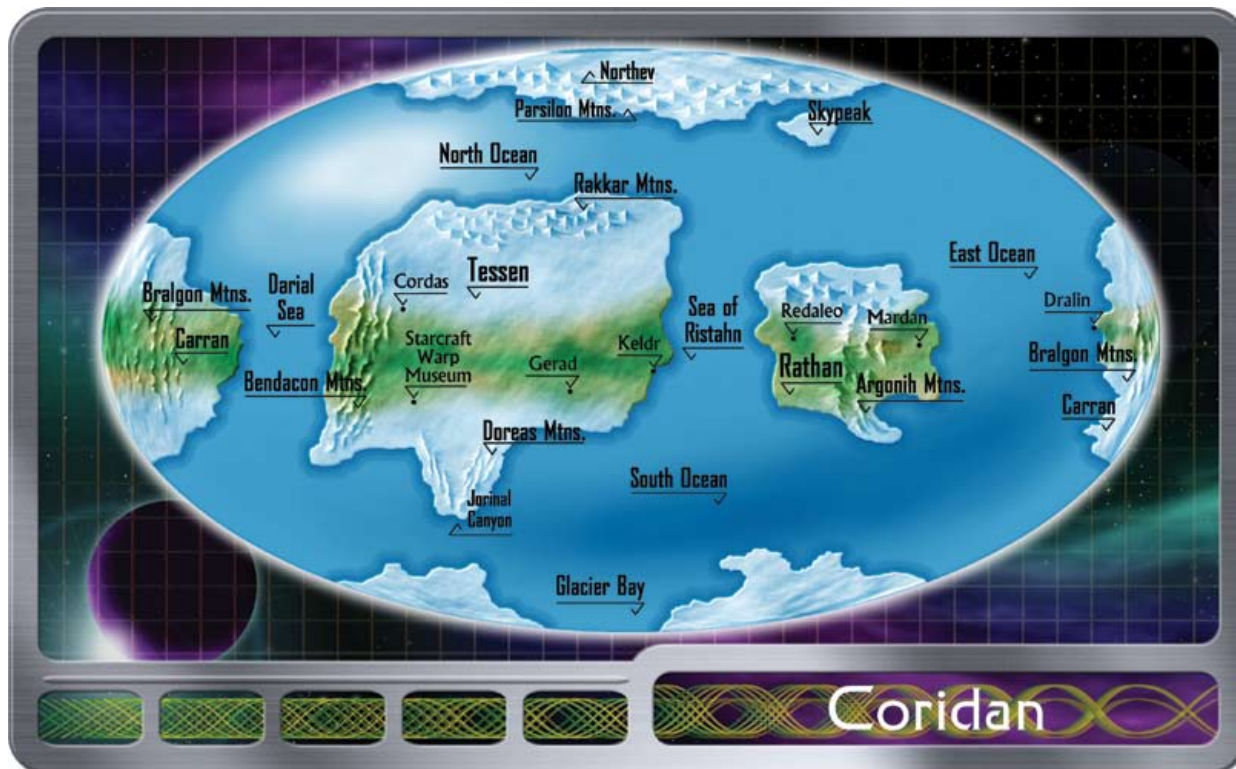 Northev
Parsilon Mtns.
Skypeak
North Ocean
Rakkar Mtns.
East Ocean
Tessen
Cordas
Bralgon Mtns.
Darial
Sea
Carran
Starcraft
Warp
Museum
Bendacon Mtns.
Gerad
Keldr
Sea of
Ristahn
Redaleo
Mardan
Rathan
Argonih Mtns.
Dralin
Bralgon Mtns.
Carran
Doreas Mtns.
South Ocean
Jorinal
Canyon
Glacier Bay
Coridan